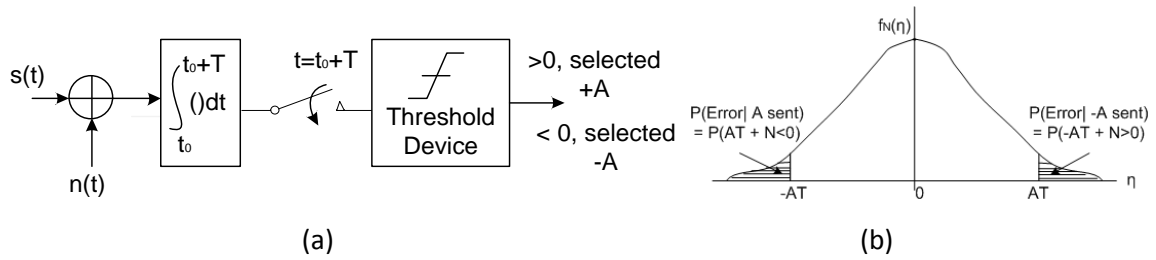 s(t)
n(t)
t₀+T
∫()dt
t₀
t=t₀+T
Threshold
Device
>0, selected
+A
< 0, selected
-A
(a)
fN(η)
P(Error| A sent)
= P(AT + N<0)
P(Error| -A sent)
= P(-AT + N>0)
-AT
0
AT
η
(b)